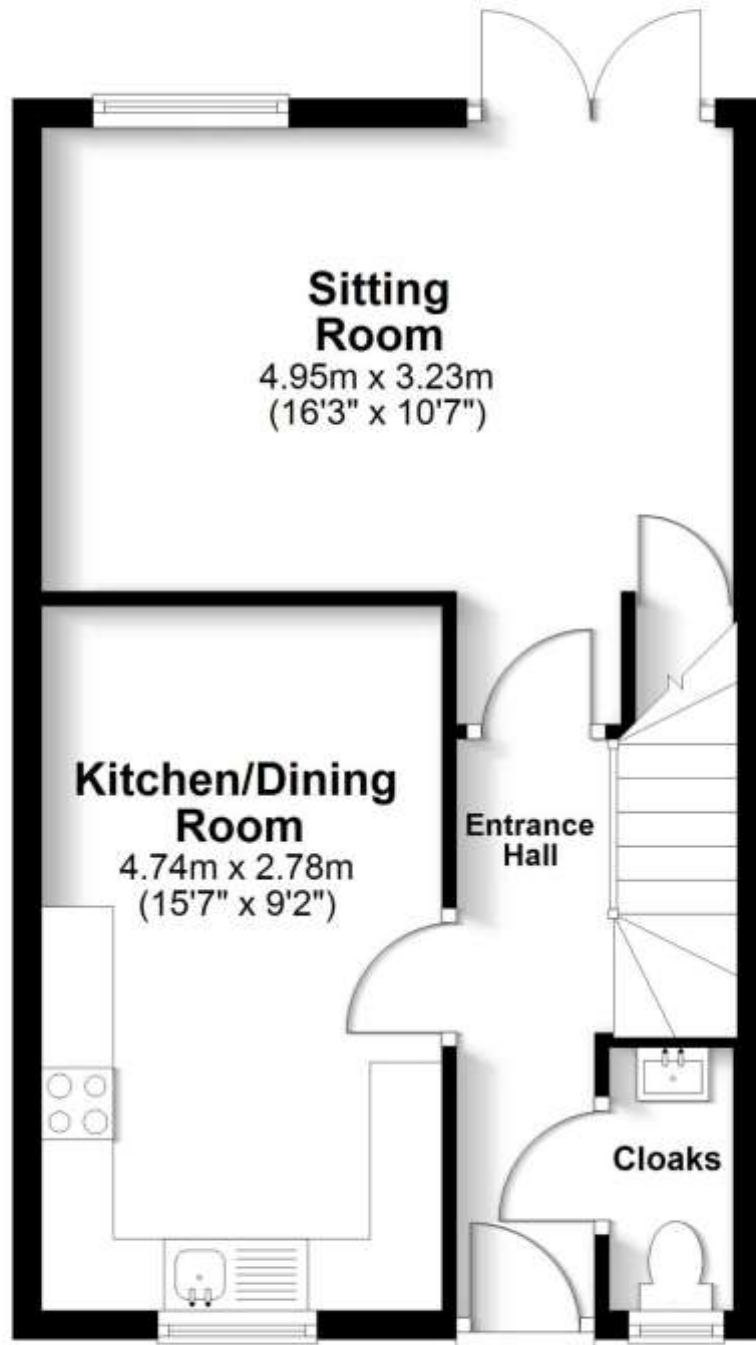 Sitting
Room
4.95m x 3.23m
(16'3" x 10'7")
Kitchen/Dining
Room
4.74m x 2.78m
(15'7" x 9'2")
Entrance
Hall
Cloaks